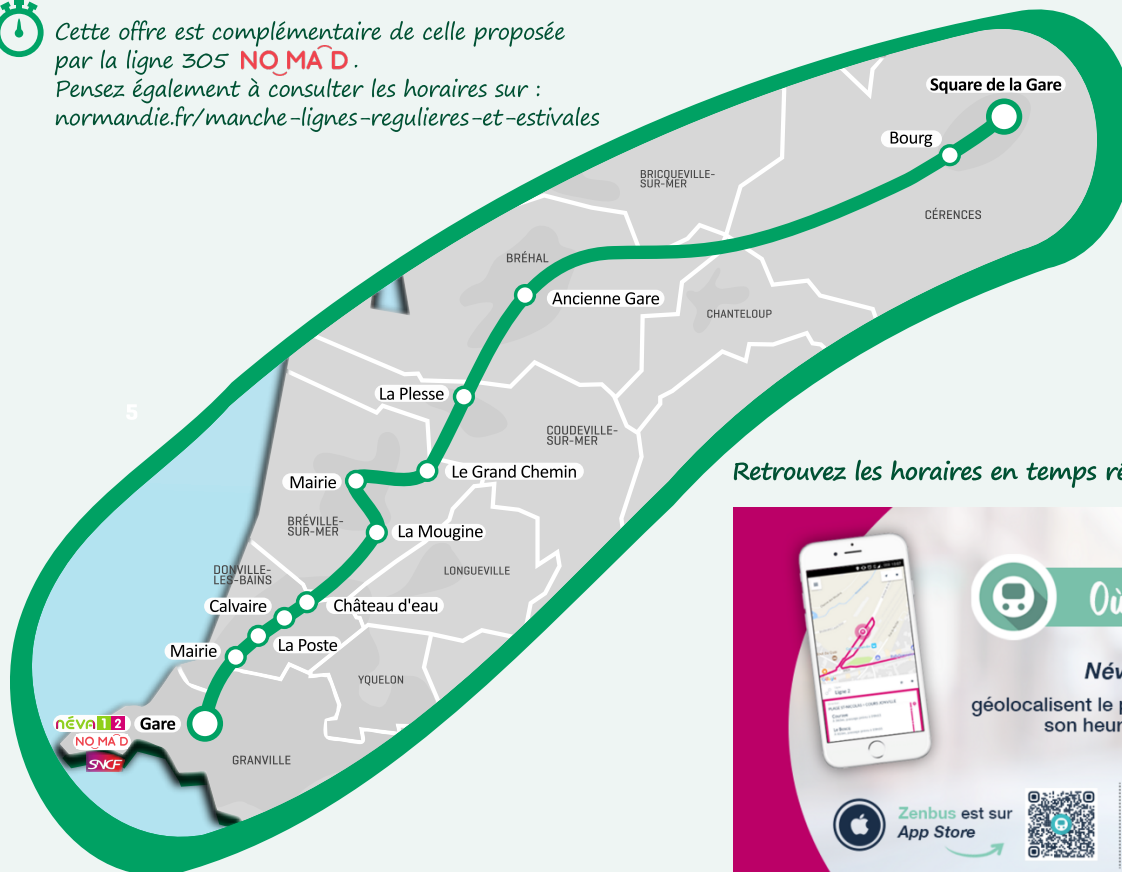 Cette offre est complémentaire de celle proposée
par la ligne 305 NOMAD.
Pensez également à consulter les horaires sur :
normandie.fr/manche-lignes-regulieres-et-estivales
Square de la Gare
Bourg
BRICQUEVILLE-
SUR-MER
CÉRENCES
BRÉHAL
Ancienne Gare
CHANTELOUP
La Plesse
5
COUDEVILLE-
SUR-MER
Le Grand Chemin
Mairie
BRÉVILLE-
SUR-MER
La Mougine
LONGUEVILLE
DONVILLE-
LES-BAINS
Calvaire
Château d'eau
La Poste
Mairie
YQUELON
néva 1 2 Gare
NOMAD
SNCF
GRANVILLE
Retrouvez les horaires en temps
Où
Ligne 2
géolocalisent le
son
Zenbus est sur
App Store